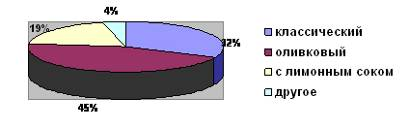 4%
19%
32%
45%
классический
оливковый
с лимонным соком
другое